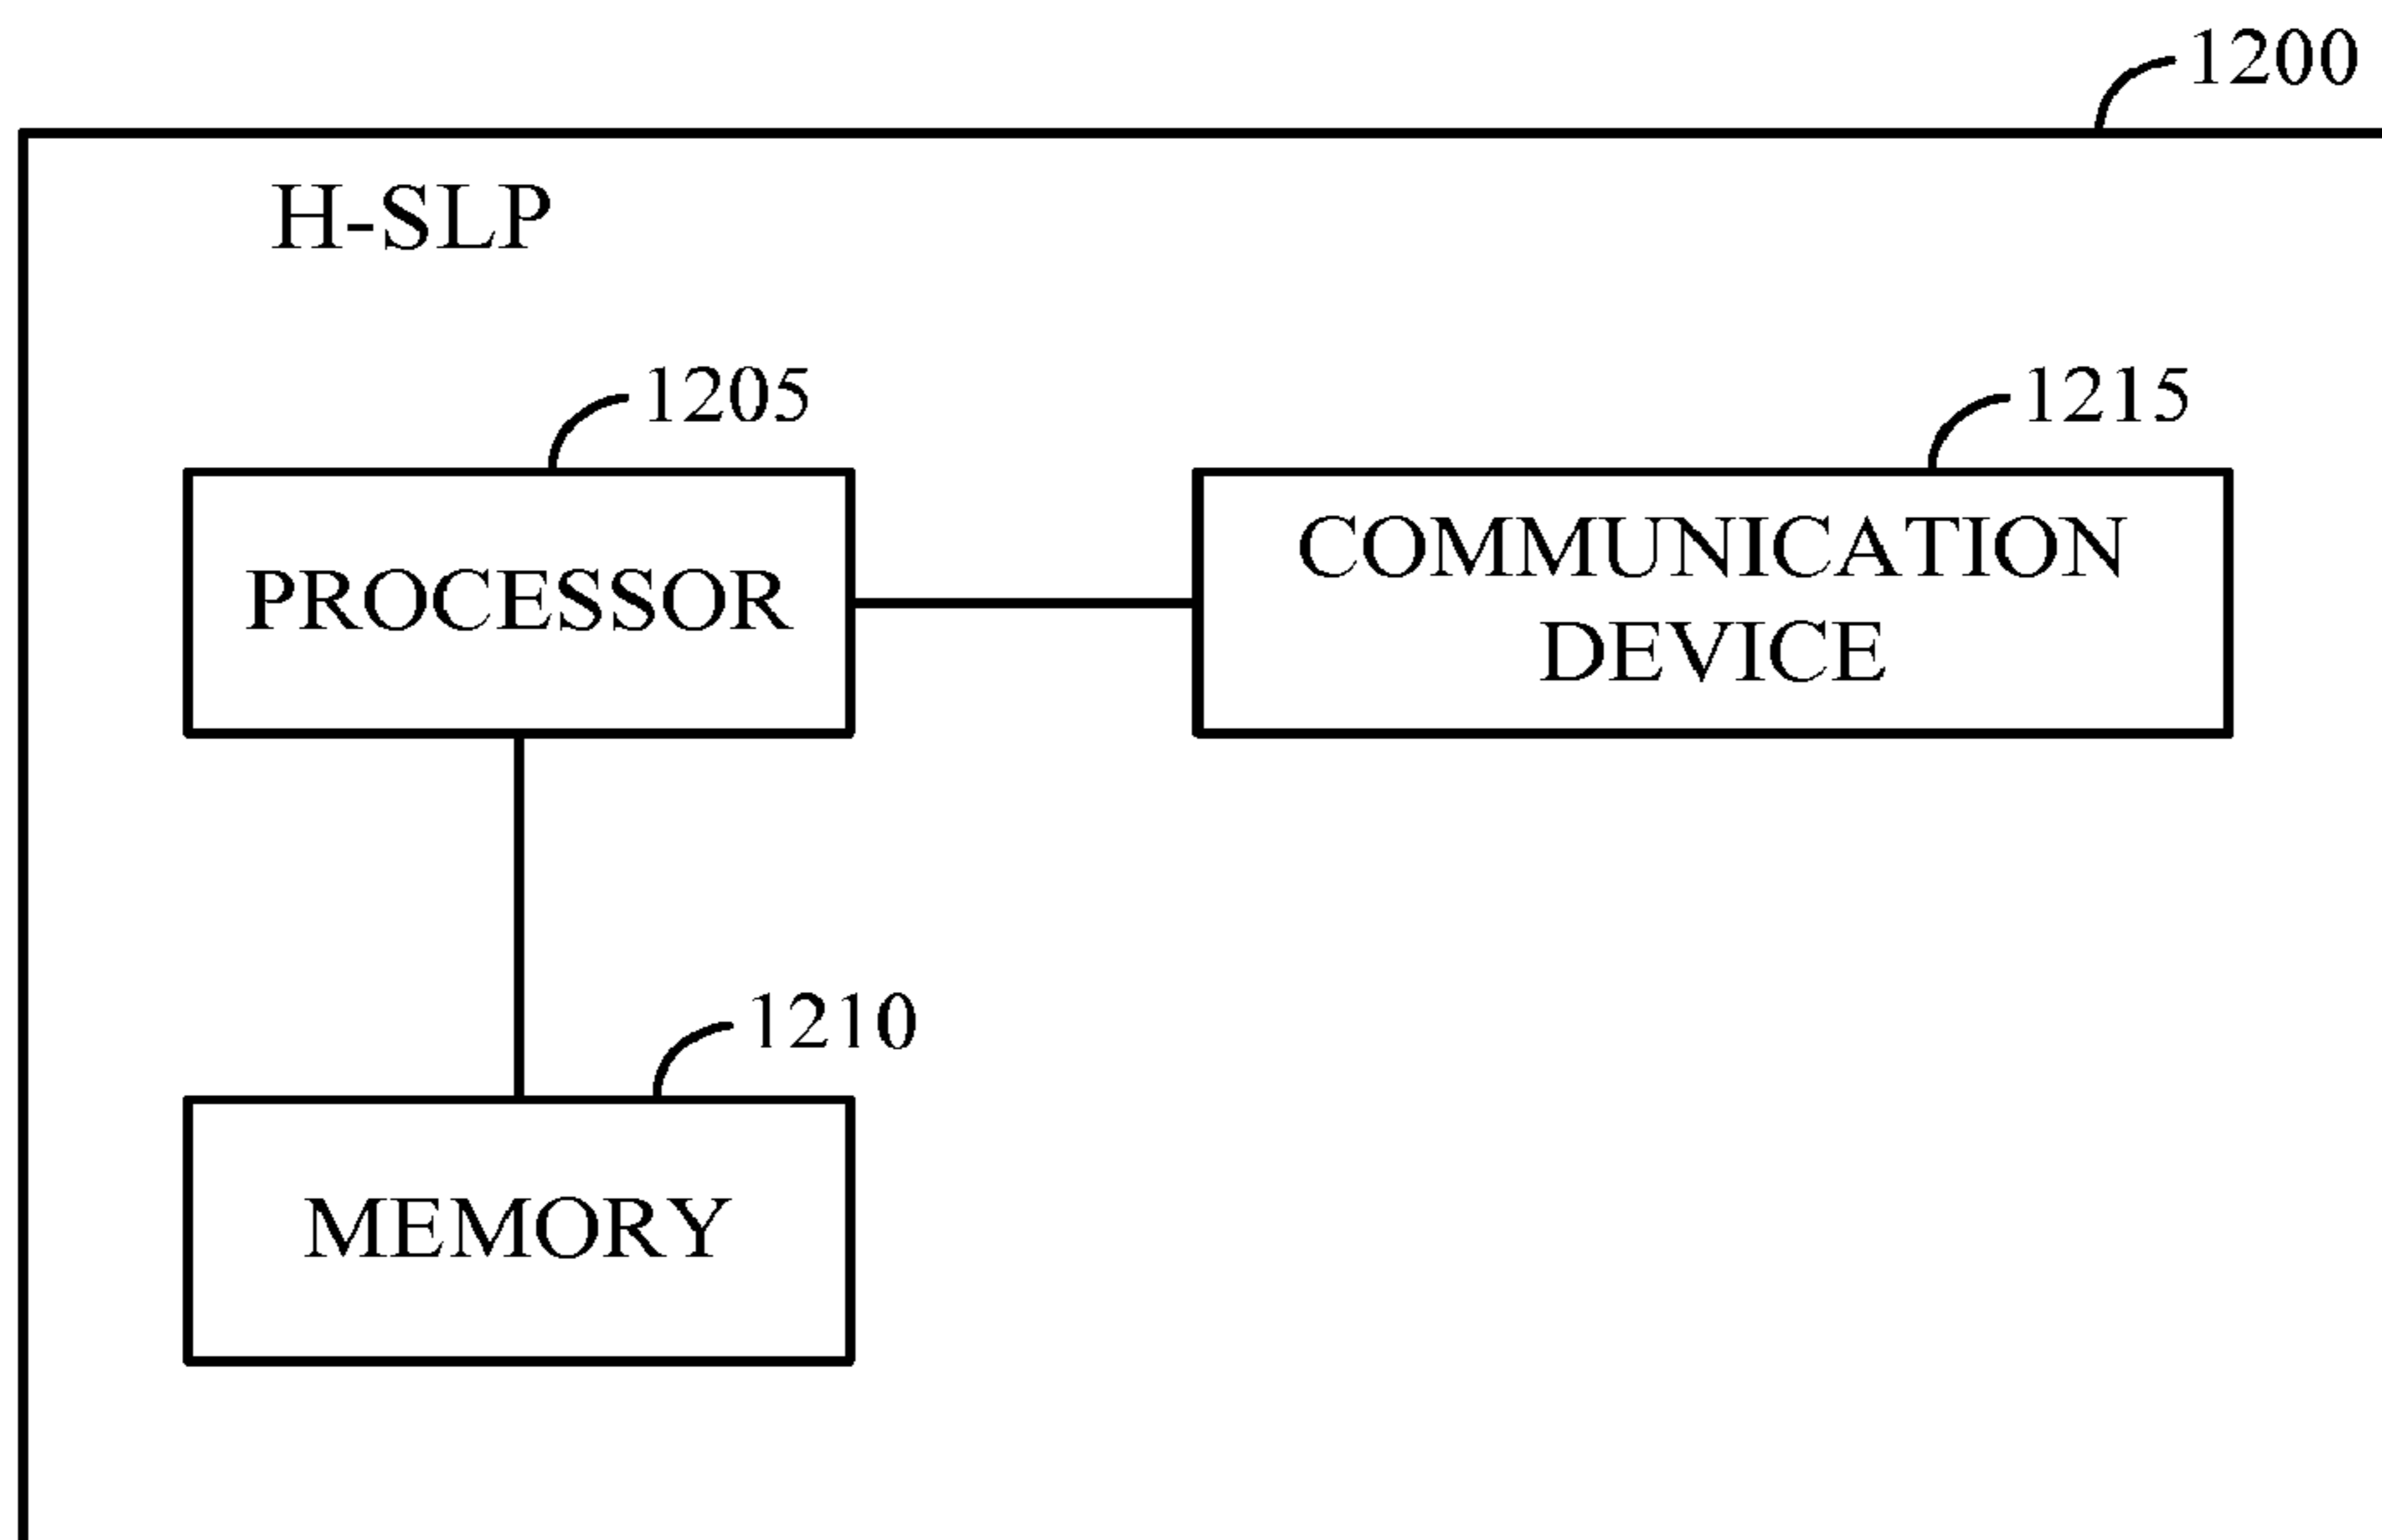 1200
H-SLP
1205
1215
PROCESSOR
COMMUNICATION
DEVICE
1210
MEMORY